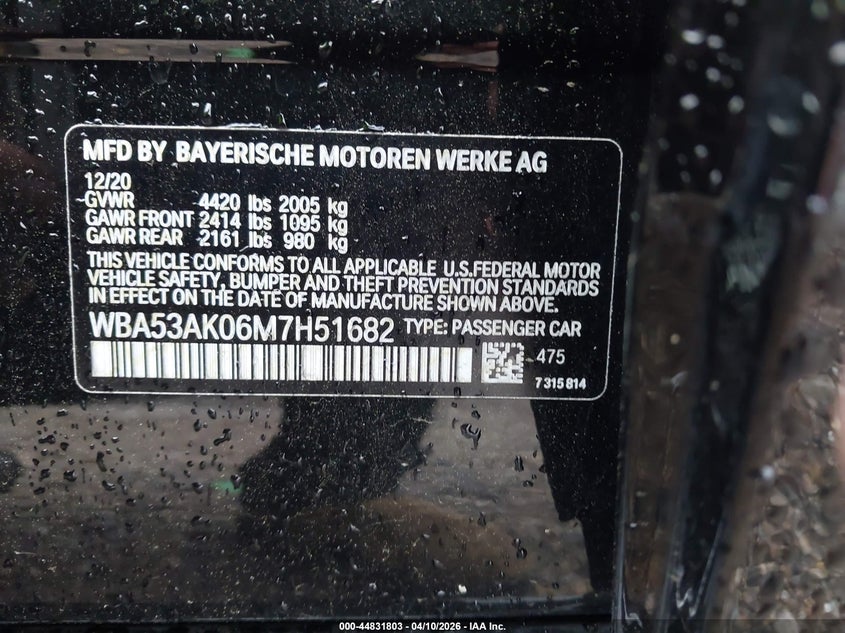 MFD BY BAYERISCHE MOTOREN WERKE AG
12/20
GVWR 4420 lbs 2005 kg
GAWR FRONT 2414 lbs 1095 kg
GAWR REAR 2161 lbs 980 kg
THIS VEHICLE CONFORMS TO ALL APPLICABLE U.S.FEDERAL MOTOR
VEHICLE SAFETY, BUMPER AND THEFT PREVENTION STANDARDS
IN EFFECT ON THE DATE OF MANUFACTURE SHOWN ABOVE.
WBA53AK06M7H51682 TYPE: PASSENGER CAR
475
7 315 814
000-44831803 - 04/10/2026 - IAA Inc.